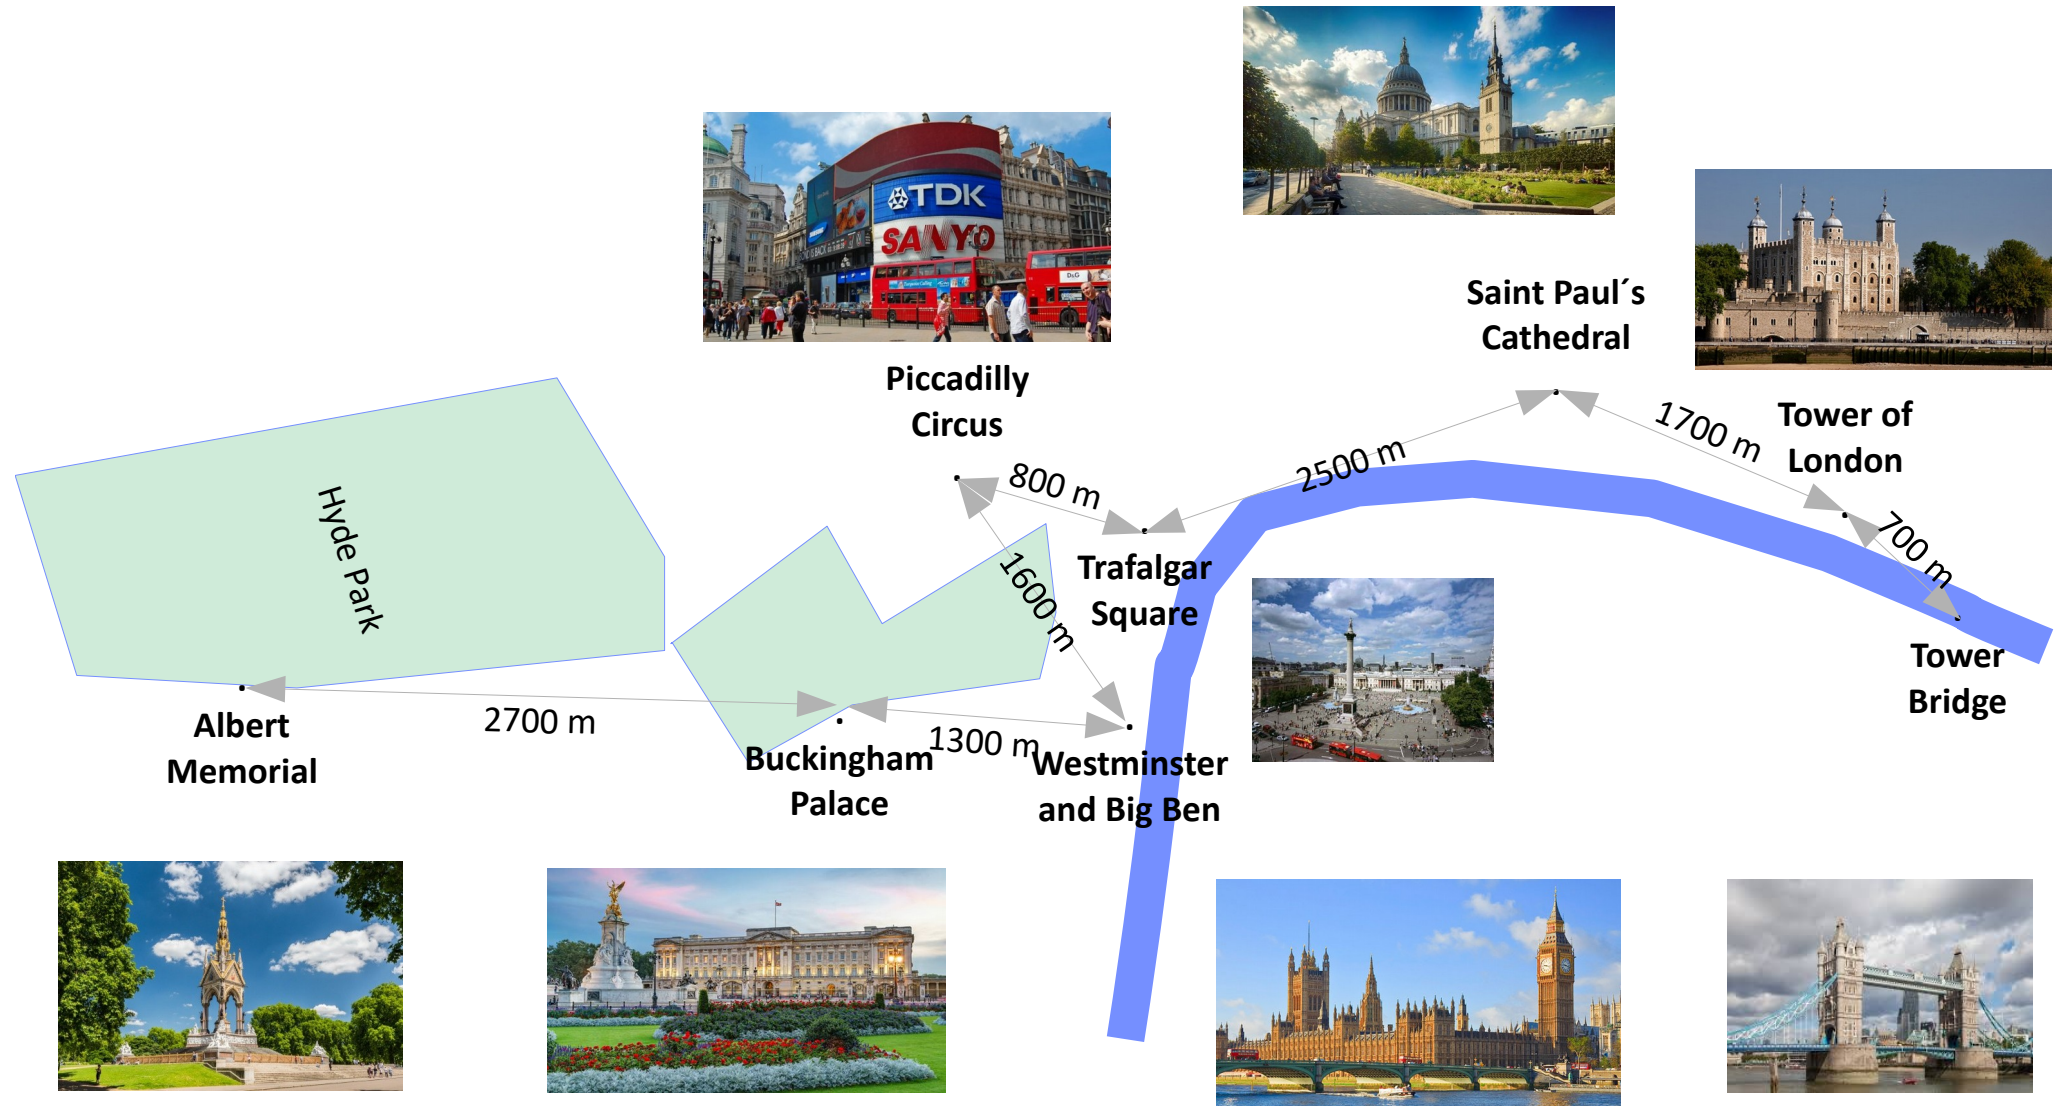 TDK
SANYO
D&G
Piccadilly
Circus
Saint Paul´s
Cathedral
Tower of
London
1700 m
2500 m
800 m
700 m
Hyde Park
1600 m
Trafalgar
Square
Tower
Bridge
Albert
Memorial
2700 m
Buckingham
Palace
1300 m
Westminster
and Big Ben